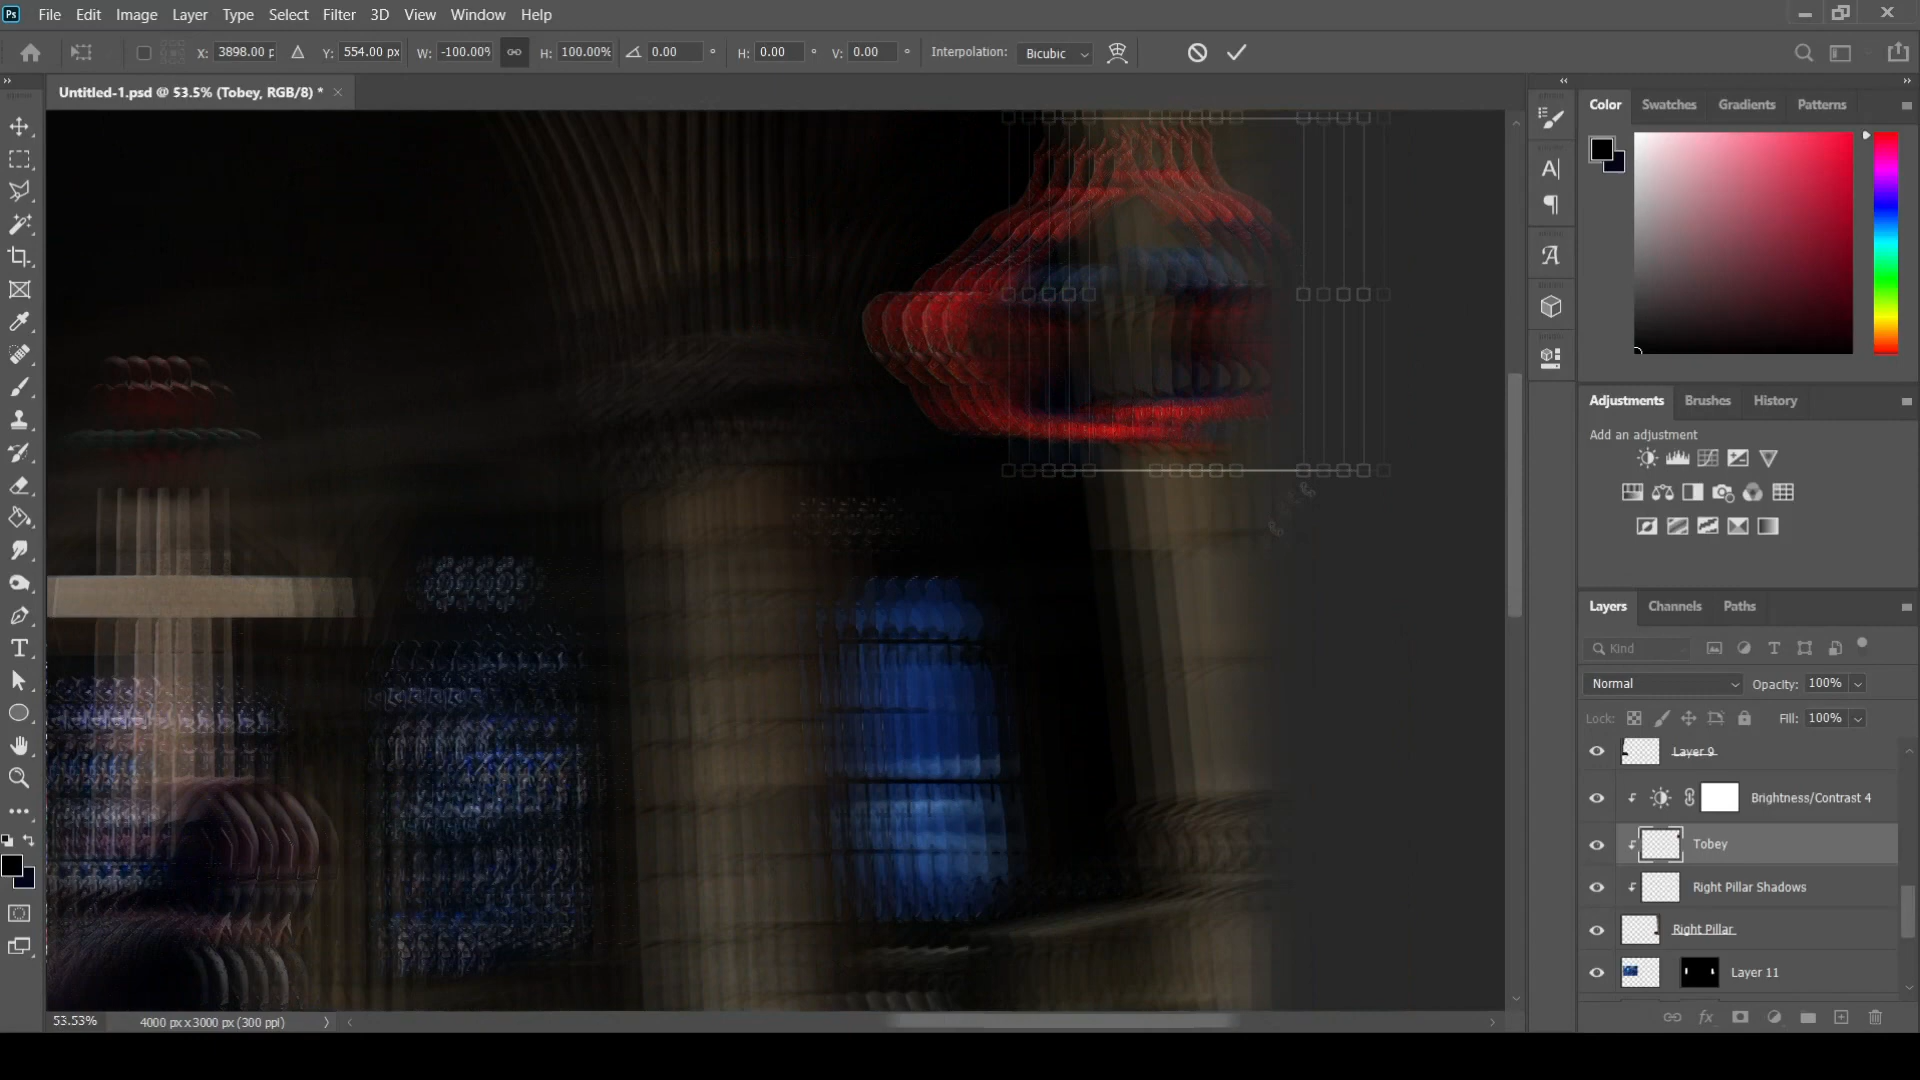 Ps File Edit Image Layer Type Select Filter 3D View Window Help
X: 3898.00 p Y: 554.00 px W: -100.00% H: 100.00% 0.00 ° H: 0.00 ° V: 0.00 ° Interpolation: Bicubic
Untitled-1.psd @ 53.5% (Tobey, RGB/8) *
Color Swatches Gradients Patterns
Adjustments Brushes History
Add an adjustment
Layers Channels Paths
Kind
Normal Opacity: 100%
Lock: Fill: 100%
Layer 9
Brightness/Contrast 4
Tobey
Right Pillar Shadows
Right Pillar
Layer 11
53.53% 4000 px x 3000 px (300 ppi)